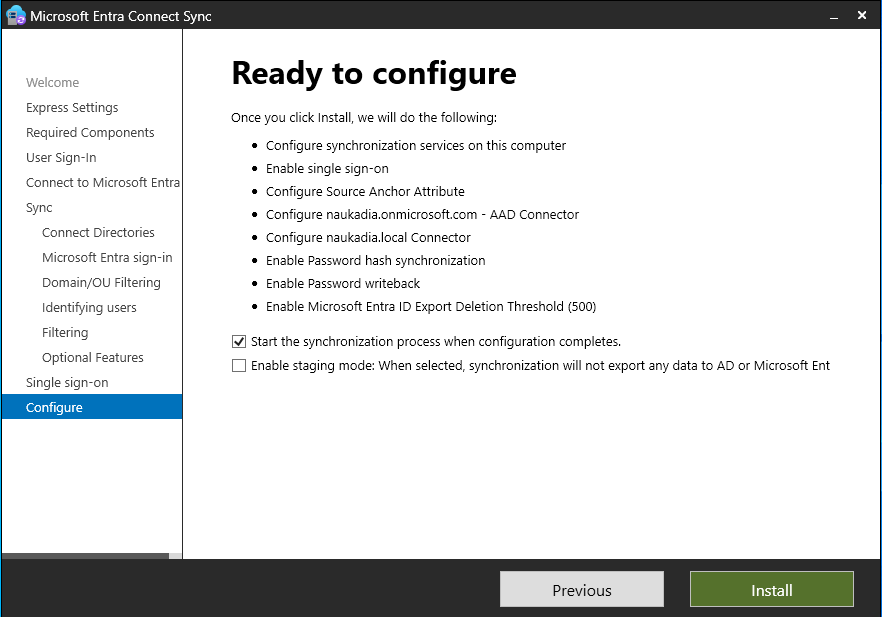 Microsoft Entra Connect Sync
Welcome
Express Settings
Required Components
User Sign-In
Connect to Microsoft Entra
Sync
Connect Directories
Microsoft Entra sign-in
Domain/OU Filtering
Identifying users
Filtering
Optional Features
Single sign-on
Configure
Ready to configure
Once you click Install, we will do the following:
Configure synchronization services on this computer
Enable single sign-on
Configure Source Anchor Attribute
Configure naukadia.onmicrosoft.com - AAD Connector
Configure naukadia.local Connector
Enable Password hash synchronization
Enable Password writeback
Enable Microsoft Entra ID Export Deletion Threshold (500)
Start the synchronization process when configuration completes.
Enable staging mode: When selected, synchronization will not export any data to AD or Microsoft Ent
Previous
Install